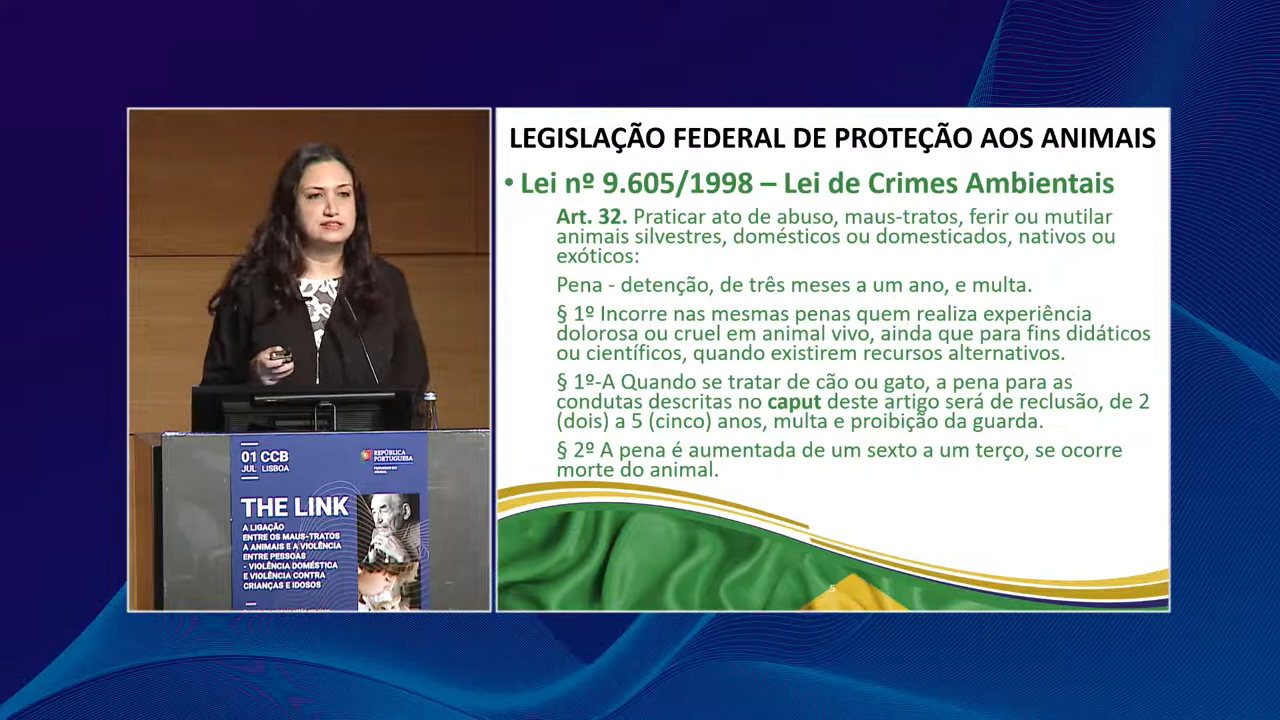 LEGISLAÇÃO FEDERAL DE PROTEÇÃO AOS ANIMAIS
• Lei nº 9.605/1998 – Lei de Crimes Ambientais
Art. 32. Praticar ato de abuso, maus-tratos, ferir ou mutilar
animais silvestres, domésticos ou domesticados, nativos ou
exóticos:
Pena - detenção, de três meses a um ano, e multa.
§ 1º Incorre nas mesmas penas quem realiza experiência
dolorosa ou cruel em animal vivo, ainda que para fins didáticos
ou científicos, quando existirem recursos alternativos.
§ 1º-A Quando se tratar de cão ou gato, a pena para as
condutas descritas no caput deste artigo será de reclusão, de 2
(dois) a 5 (cinco) anos, multa e proibição da guarda.
§ 2º A pena é aumentada de um sexto a um terço, se ocorre
morte do animal.
5
01 CCB
JUL LISBOA
REPÚBLICA
PORTUGUESA
THE LINK
A LIGAÇÃO
ENTRE OS MAUS-TRATOS
A ANIMAIS E A VIOLÊNCIA
ENTRE PESSOAS
- VIOLÊNCIA DOMÉSTICA
E VIOLÊNCIA CONTRA
CRIANÇAS E IDOSOS